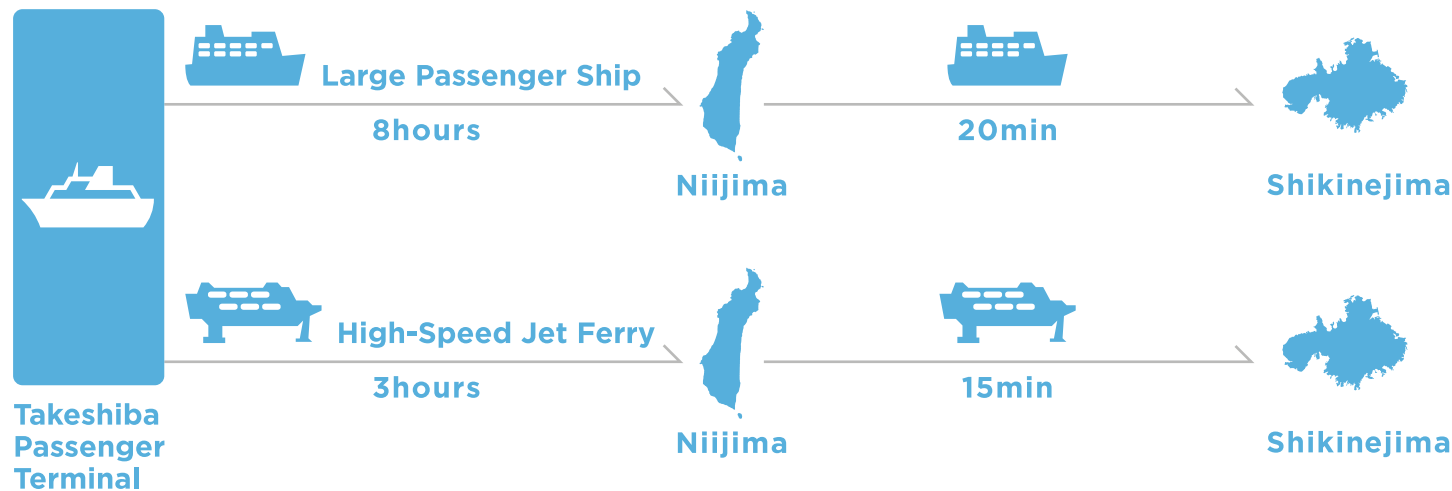 Large Passenger Ship
8hours
20min
Niijima
Shikinejima
High-Speed Jet Ferry
3hours
15min
Niijima
Shikinejima
Takeshiba
Passenger
Terminal